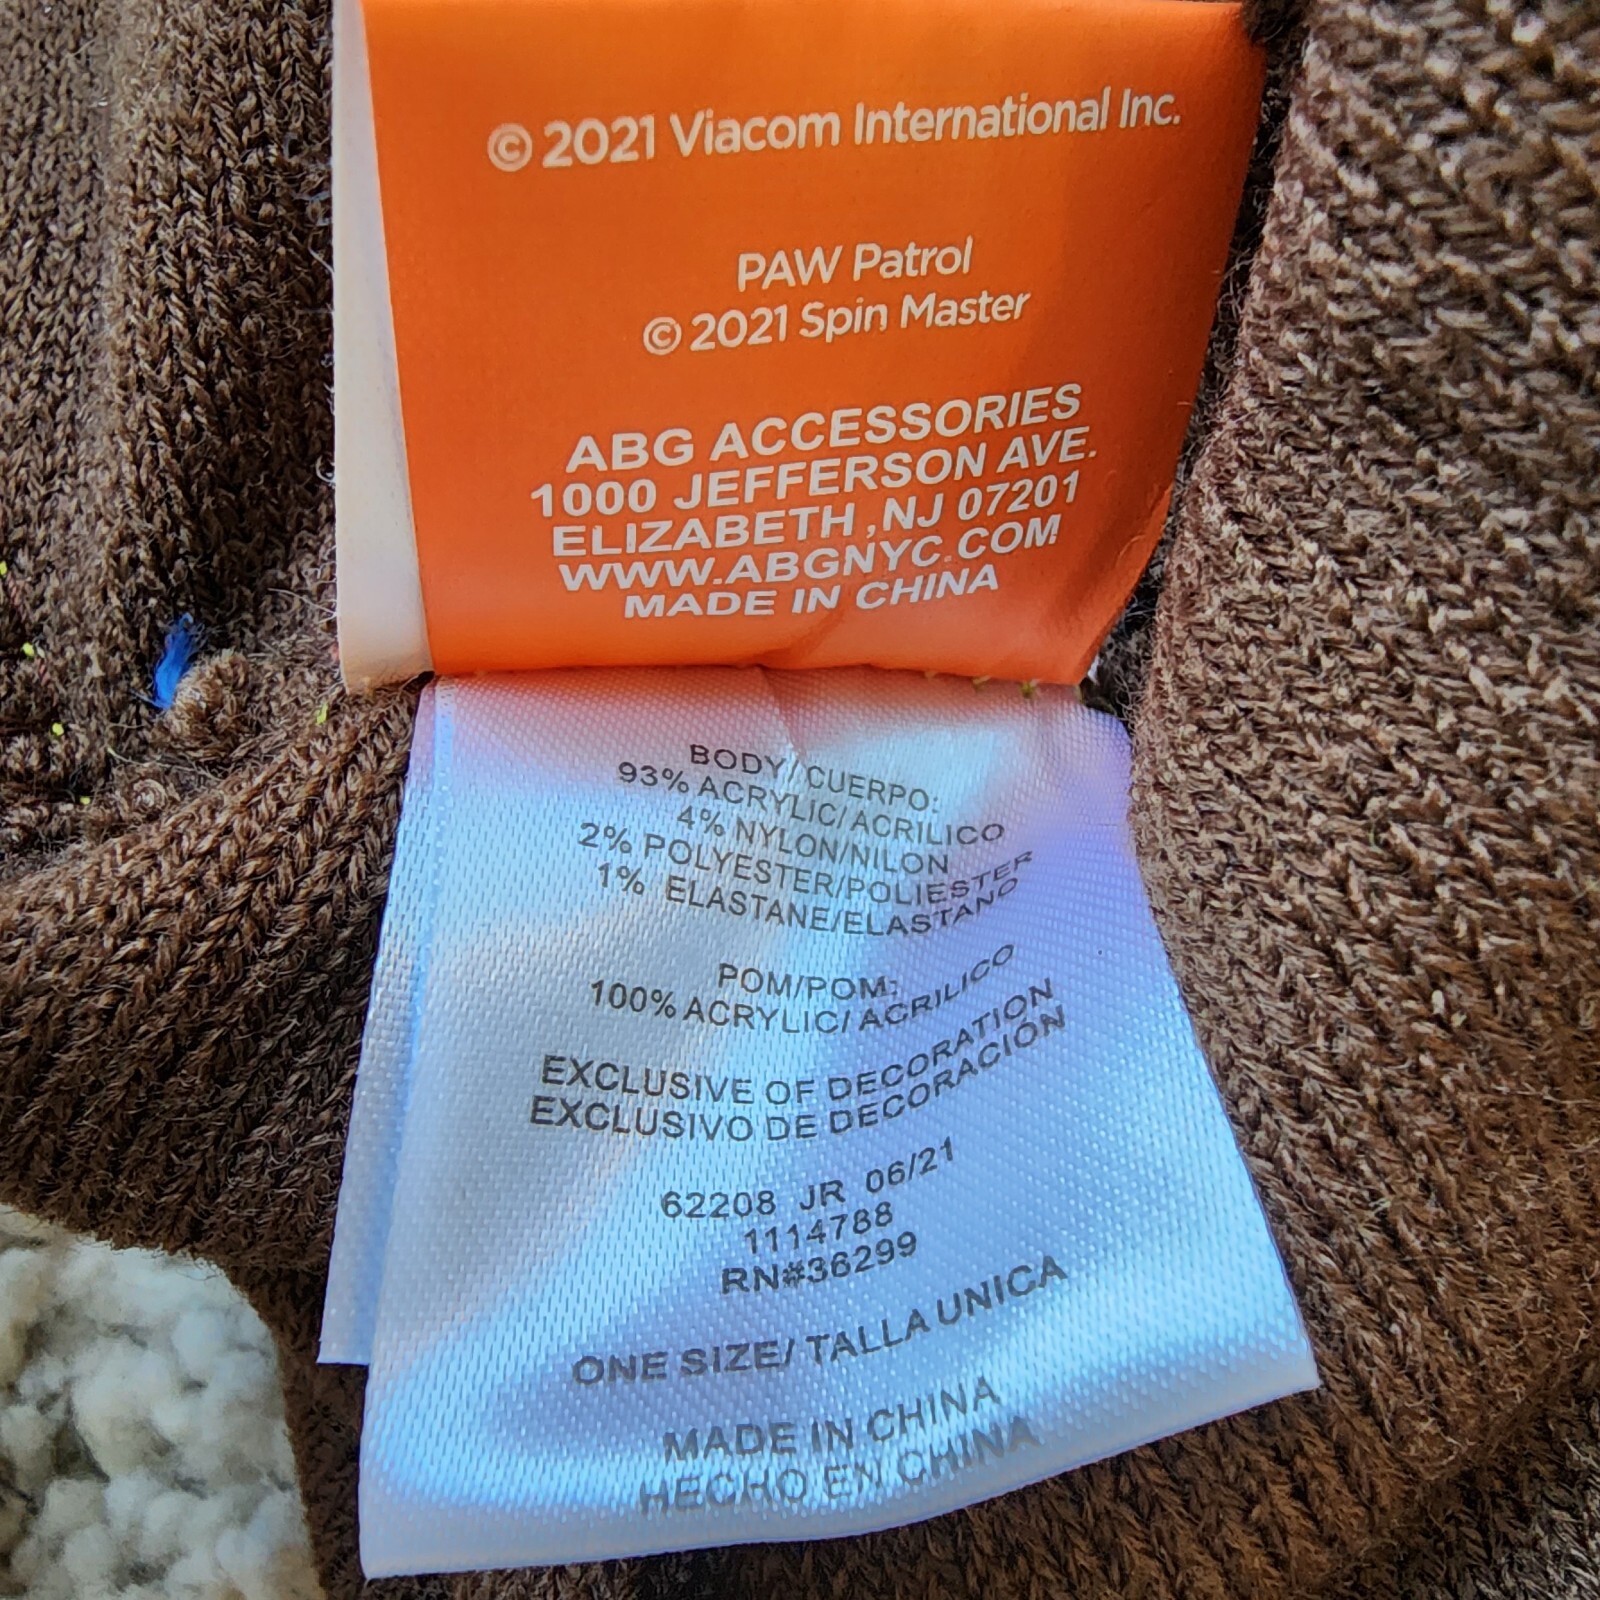 © 2021 Viacom International Inc.
PAW Patrol
© 2021 Spin Master
ABG ACCESSORIES
1000 JEFFERSON AVE.
ELIZABETH ,NJ 07201
WWW.ABGNYC.COM
MADE IN CHINA
BODY/CUERPO:
93% ACRYLIC/ACRILICO
4% NYLON/NILON
2% POLYESTER/POLIESTER
1% ELASTANE/ELASTANO
POM/POM:
100% ACRYLIC/ACRILICO
EXCLUSIVE OF DECORATION
EXCLUSIVO DE DECORACIÓN
62208 JR 06/21
1114788
RN#36299
ONE SIZE/ TALLA UNICA
MADE IN CHINA
HECHO EN CHINA